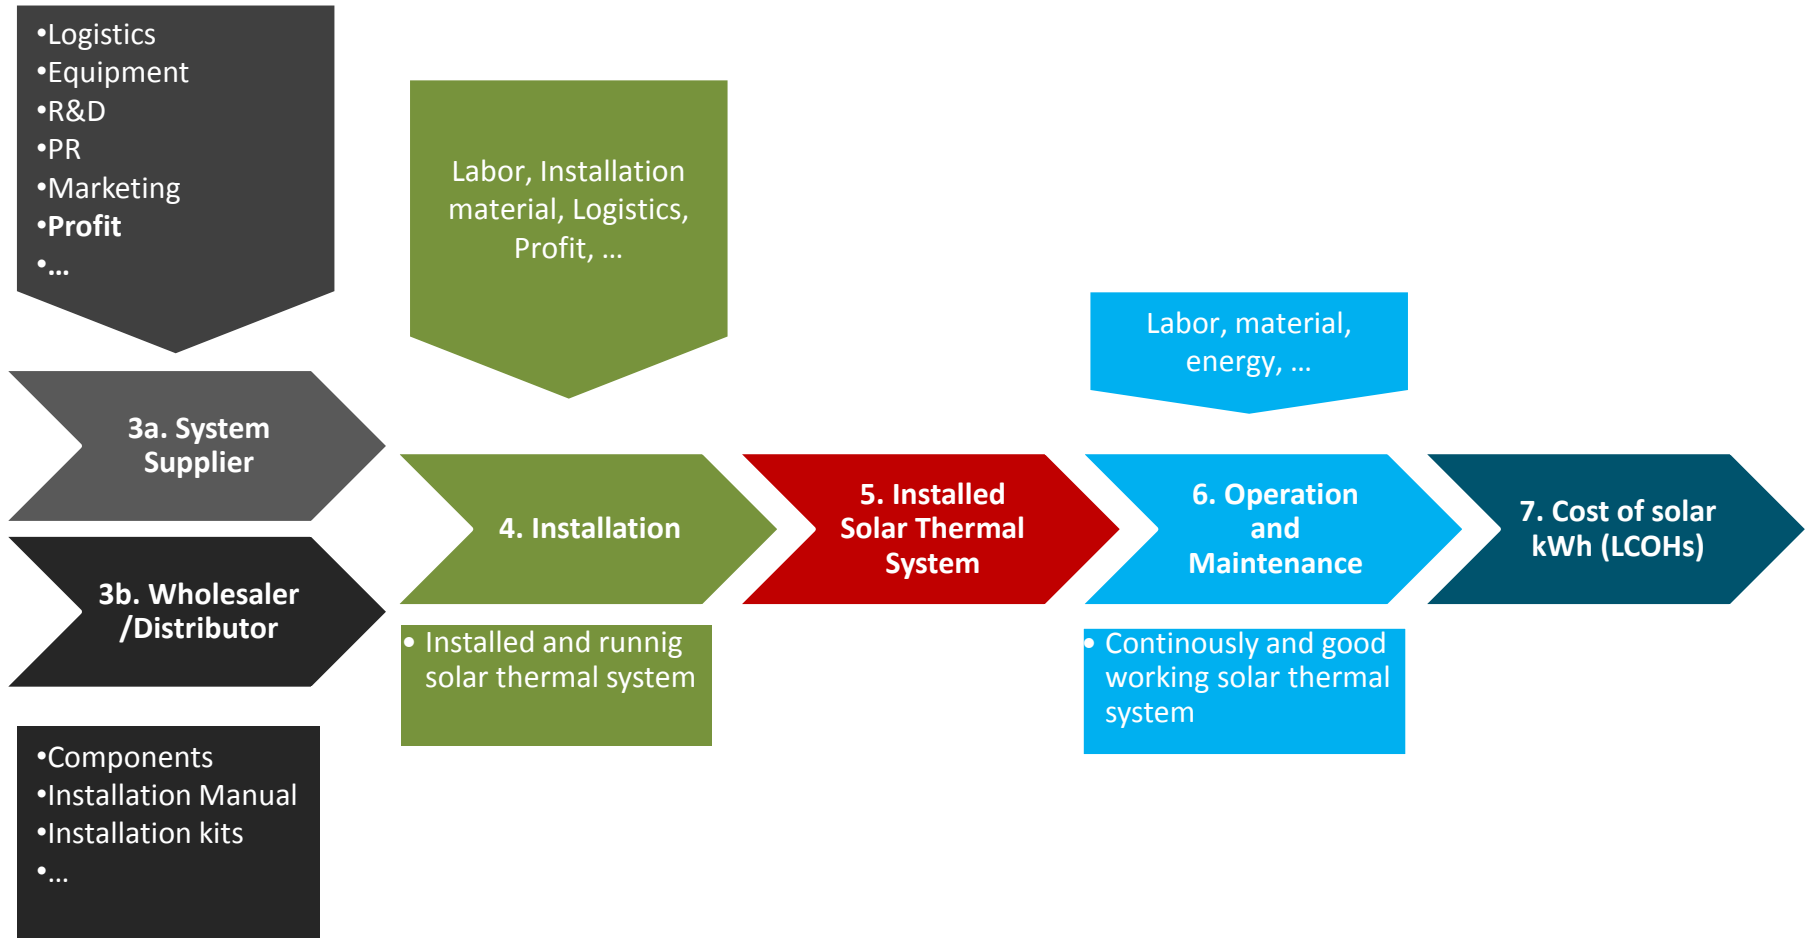 •Logistics
•Equipment
•R&D
•PR
•Marketing
•Profit
•...
Labor, Installation
material, Logistics,
Profit, ...
Labor, material,
energy, ...
3a. System
Supplier
3b. Wholesaler
/Distributor
4. Installation
5. Installed
Solar Thermal
System
6. Operation
and
Maintenance
7. Cost of solar
kWh (LCOHs)
• Installed and runnig
solar thermal system
• Continously and good
working solar thermal
system
•Components
•Installation Manual
•Installation kits
•...